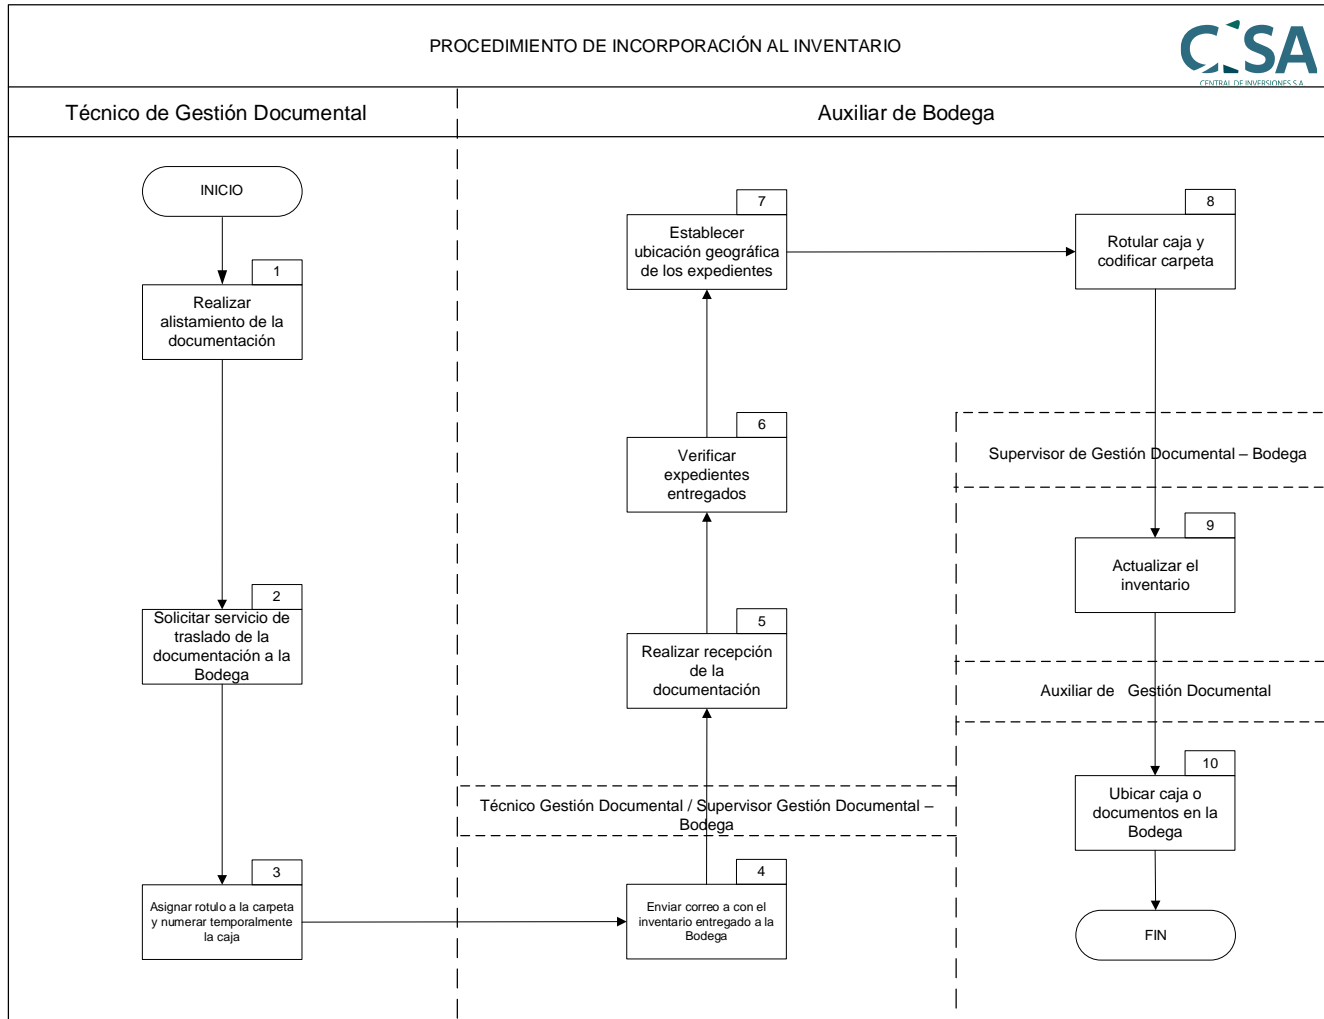 PROCEDIMIENTO DE INCORPORACIÓN AL INVENTARIO
CISA
CENTRAL DE INVERSIONES S.A.
Técnico de Gestión Documental
Auxiliar de Bodega
INICIO
1
Realizar
alistamiento de la
documentación
2
Solicitar servicio de
traslado de la
documentación a la
Bodega
3
Asignar rotulo a la carpeta
y numerar temporalmente
la caja
Técnico Gestión Documental / Supervisor Gestión Documental –
Bodega
4
Enviar correo a con el
inventario entregado a la
Bodega
5
Realizar recepción
de la
documentación
6
Verificar
expedientes
entregados
7
Establecer
ubicación geográfica
de los expedientes
8
Rotular caja y
codificar carpeta
Supervisor de Gestión Documental – Bodega
9
Actualizar el
inventario
Auxiliar de Gestión Documental
10
Ubicar caja o
documentos en la
Bodega
FIN